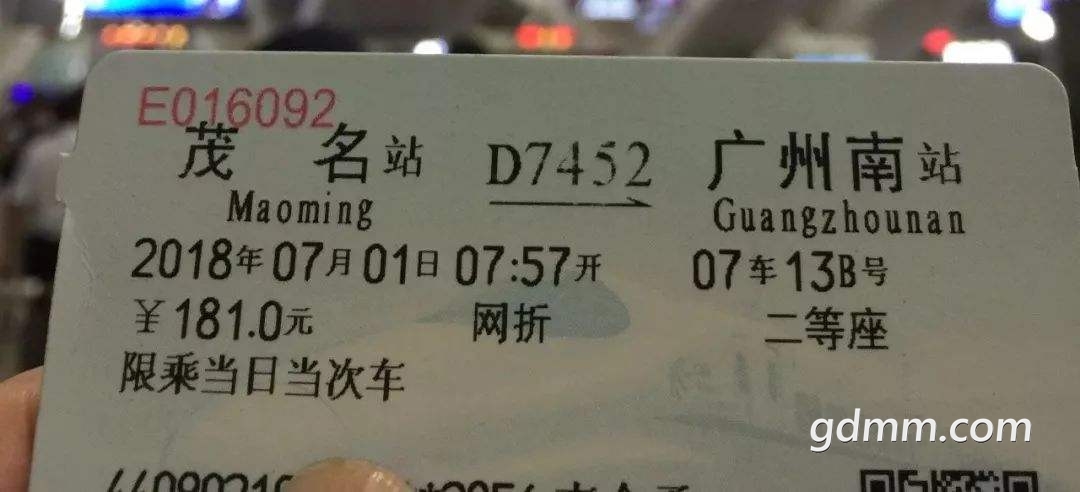 E016092
茂名站 D7452 广州南站
Maoming Guangzhounan
2018年07月01日 07:57开 07车13B号
￥181.0元 网折 二等座
限乘当日当次车
gdmm.com